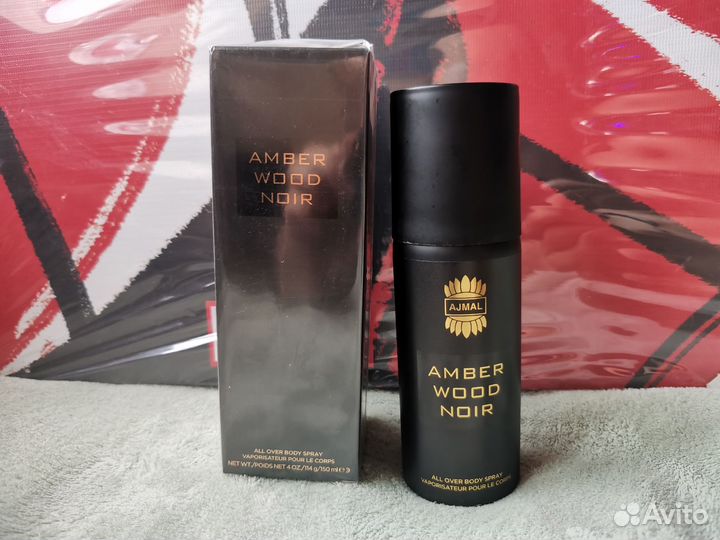 AMBER
WOOD
NOIR
ALL OVER BODY SPRAY
VAPORISATEUR POUR LE CORPS
NET WT./POIDS NET 4 OZ./114 g/150 ml ℮
AJMAL
AMBER
WOOD
NOIR
ALL OVER BODY SPRAY
VAPORISATEUR POUR LE CORPS
Avito